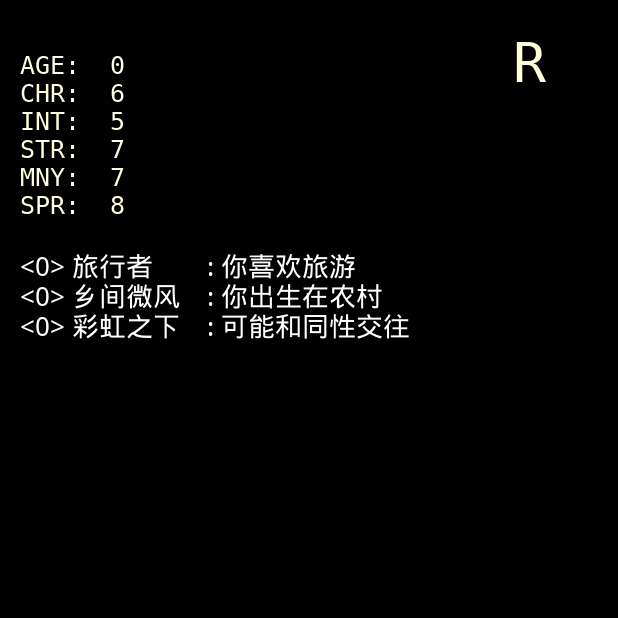 R
AGE: 0
CHR: 6
INT: 5
STR: 7
MNY: 7
SPR: 8
<O> 旅行者 : 你喜欢旅游
<O> 乡间微风 : 你出生在农村
<O> 彩虹之下 : 可能和同性交往